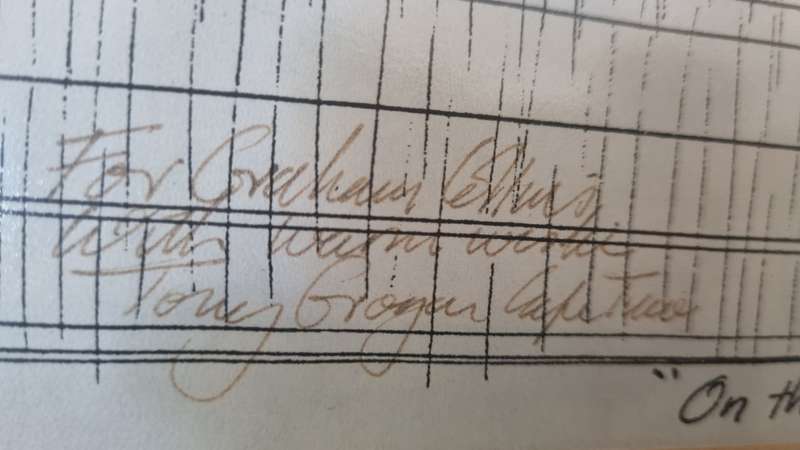 For Graham
With warm wishes
Tony Grogan Cape Town
"On th